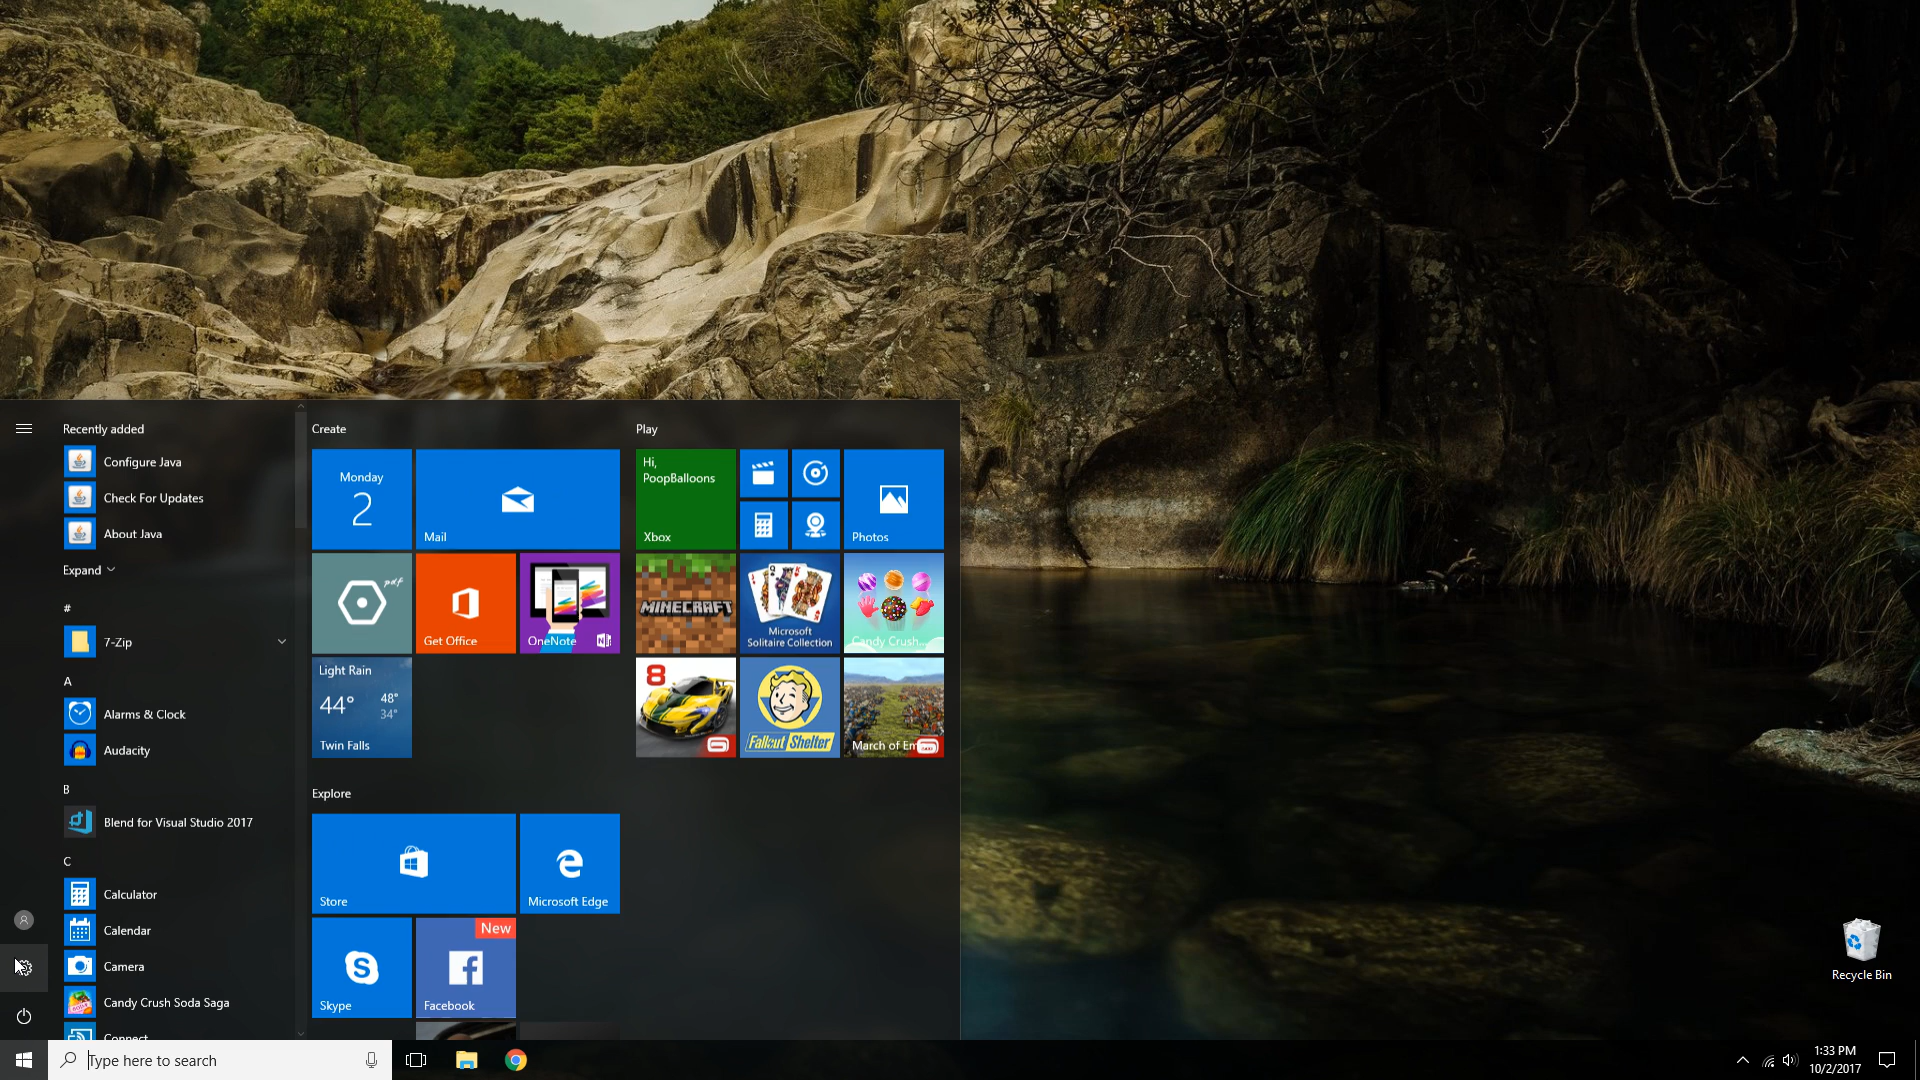 Recently added
Configure Java
Check For Updates
About Java
Expand
#
7-Zip
A
Alarms & Clock
Audacity
B
Blend for Visual Studio 2017
C
Calculator
Calendar
Camera
Candy Crush Soda Saga
Connect
Create
Monday
2
Mail
pdf
Get Office
OneNote
Light Rain
44° 48°
34°
Twin Falls
Explore
Store
Microsoft Edge
Skype
New
Facebook
Play
Hi,
PoopBalloons
Xbox
Photos
MINECRAFT
Microsoft
Solitaire Collection
Candy Crush...
8
Fallout Shelter
March of Em
Recycle Bin
Type here to search
1:33 PM
10/2/2017